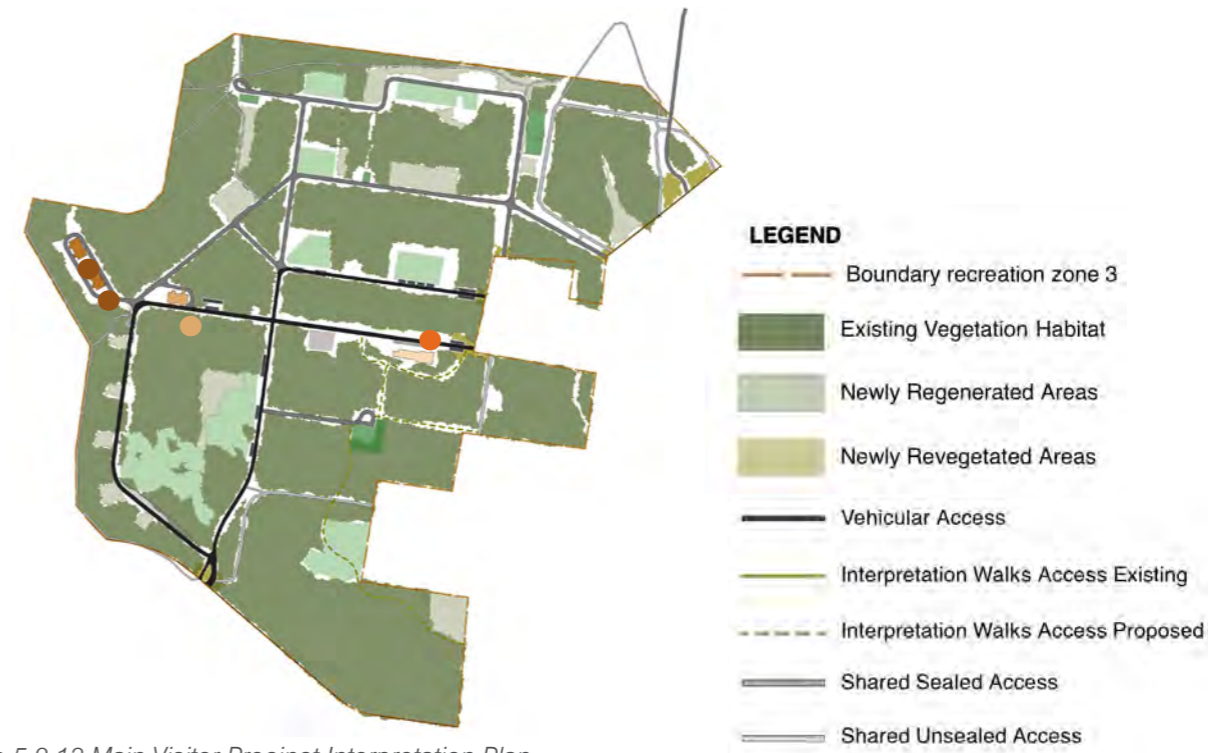 LEGEND
Boundary recreation zone 3
Existing Vegetation Habitat
Newly Regenerated Areas
Newly Revegetated Areas
Vehicular Access
Interpretation Walks Access Existing
Interpretation Walks Access Proposed
Shared Sealed Access
Shared Unsealed Access
5.2.12 Main Visitor Precinct Interpretation Plan